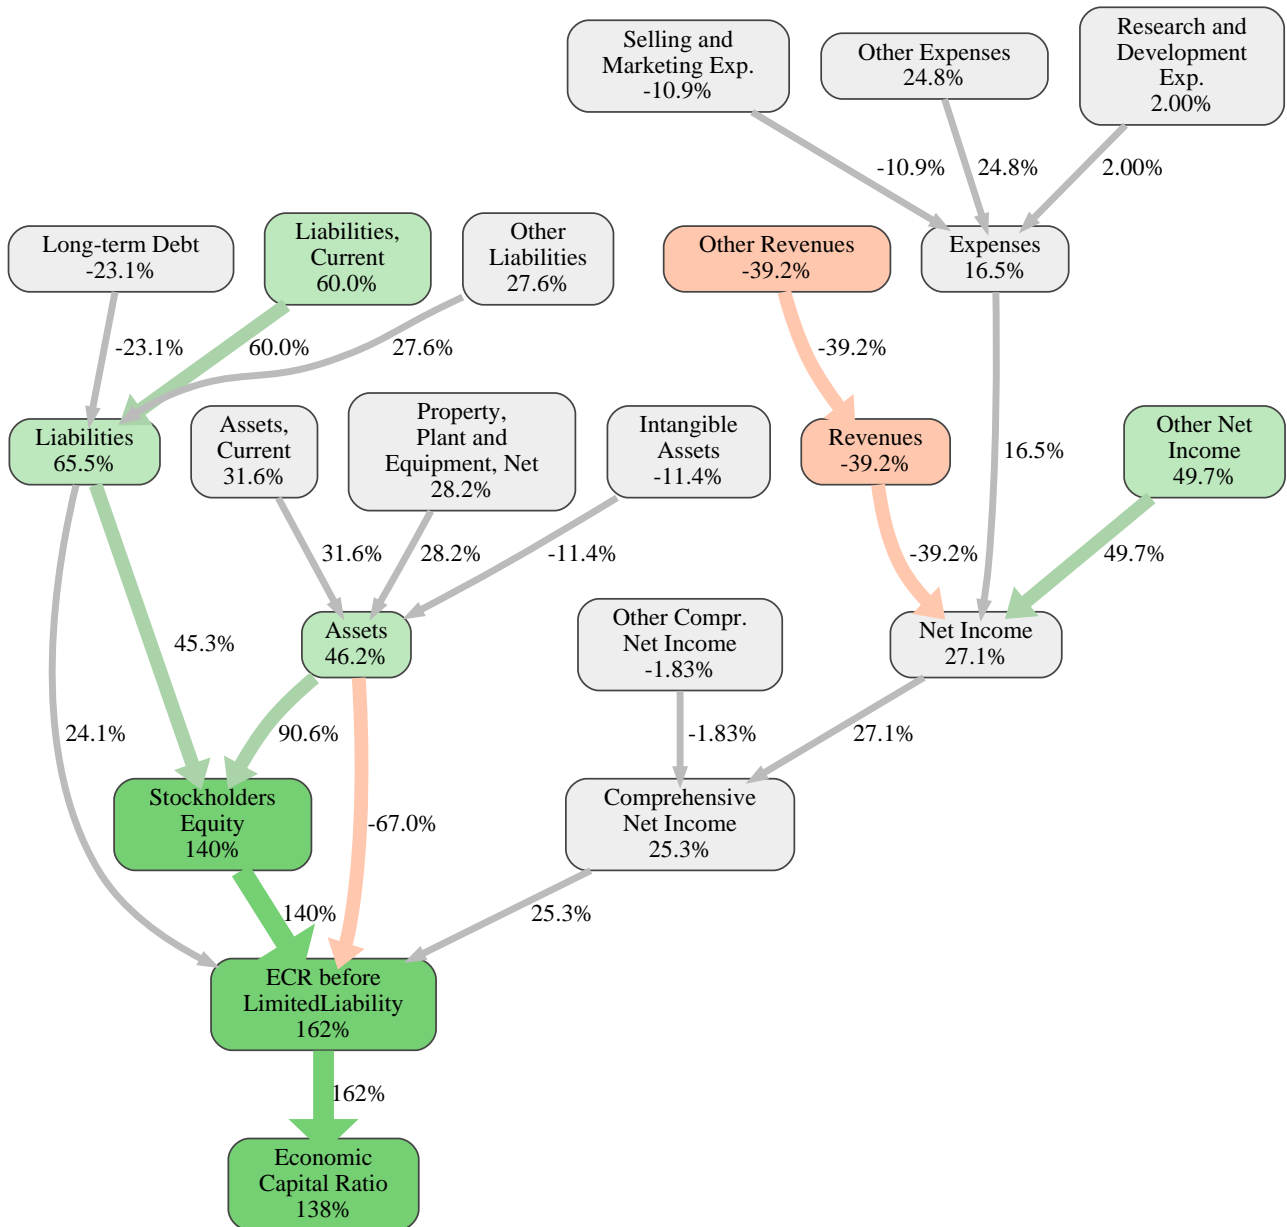 Selling and
Marketing Exp.
-10.9%
Other Expenses
24.8%
Research and
Development
Exp.
2.00%
-10.9%
24.8%
2.00%
Long-term Debt
-23.1%
Liabilities,
Current
60.0%
Other
Liabilities
27.6%
Other Revenues
-39.2%
Expenses
16.5%
-23.1%
60.0%
27.6%
-39.2%
Liabilities
65.5%
Assets,
Current
31.6%
Property,
Plant and
Equipment, Net
28.2%
Intangible
Assets
-11.4%
Revenues
-39.2%
16.5%
Other Net
Income
49.7%
31.6%
28.2%
-11.4%
-39.2%
49.7%
Assets
46.2%
Other Compr.
Net Income
-1.83%
Net Income
27.1%
45.3%
24.1%
90.6%
-67.0%
-1.83%
27.1%
Stockholders
Equity
140%
Comprehensive
Net Income
25.3%
140%
25.3%
ECR before
LimitedLiability
162%
162%
Economic
Capital Ratio
138%